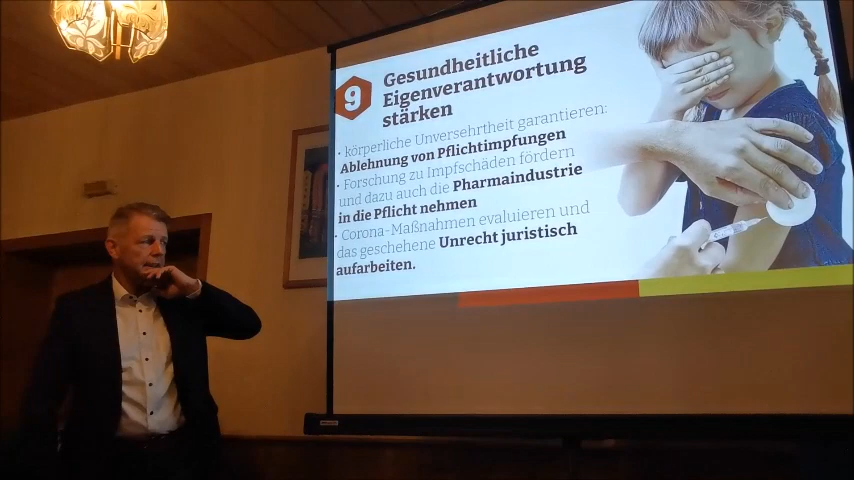 9
Gesundheitliche
Eigenverantwortung
stärken
• körperliche Unversehrtheit garantieren:
Ablehnung von Pflichtimpfungen
• Forschung zu Impfschäden fördern
und dazu auch die Pharmaindustrie
in die Pflicht nehmen
• Corona-Maßnahmen evaluieren und
das geschehene Unrecht juristisch
aufarbeiten.